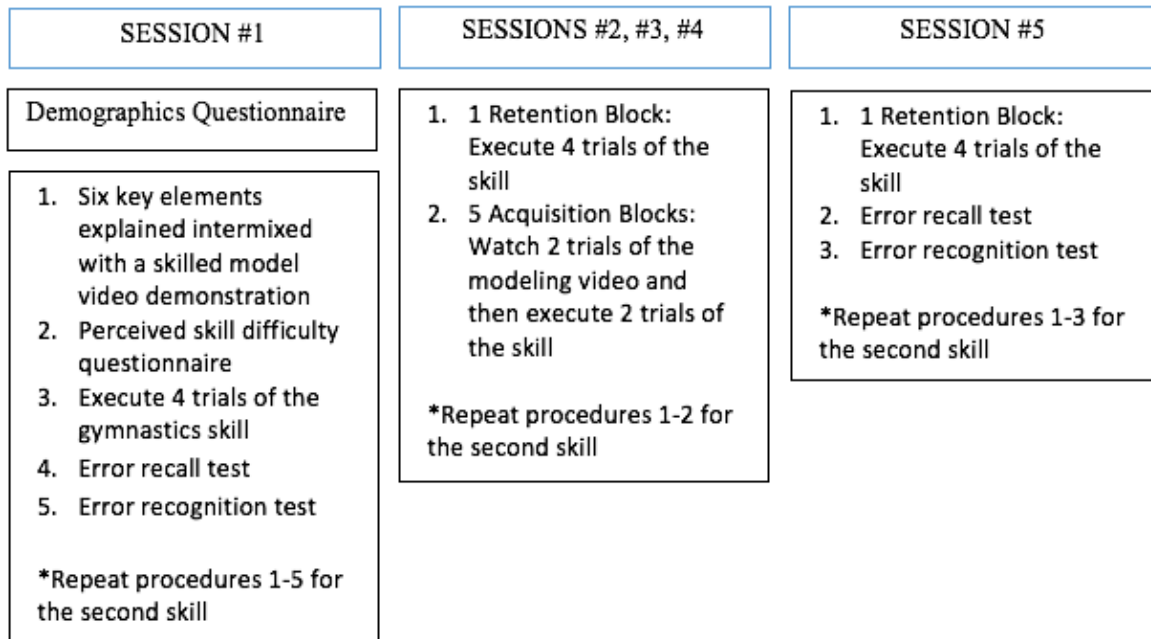 SESSION #1
Demographics Questionnaire
1. Six key elements
explained intermixed
with a skilled model
video demonstration
2. Perceived skill difficulty
questionnaire
3. Execute 4 trials of the
gymnastics skill
4. Error recall test
5. Error recognition test
*Repeat procedures 1-5 for
the second skill
SESSIONS #2, #3, #4
1. 1 Retention Block:
Execute 4 trials of the
skill
2. 5 Acquisition Blocks:
Watch 2 trials of the
modeling video and
then execute 2 trials of
the skill
*Repeat procedures 1-2 for
the second skill
SESSION #5
1. 1 Retention Block:
Execute 4 trials of the
skill
2. Error recall test
3. Error recognition test
*Repeat procedures 1-3 for
the second skill